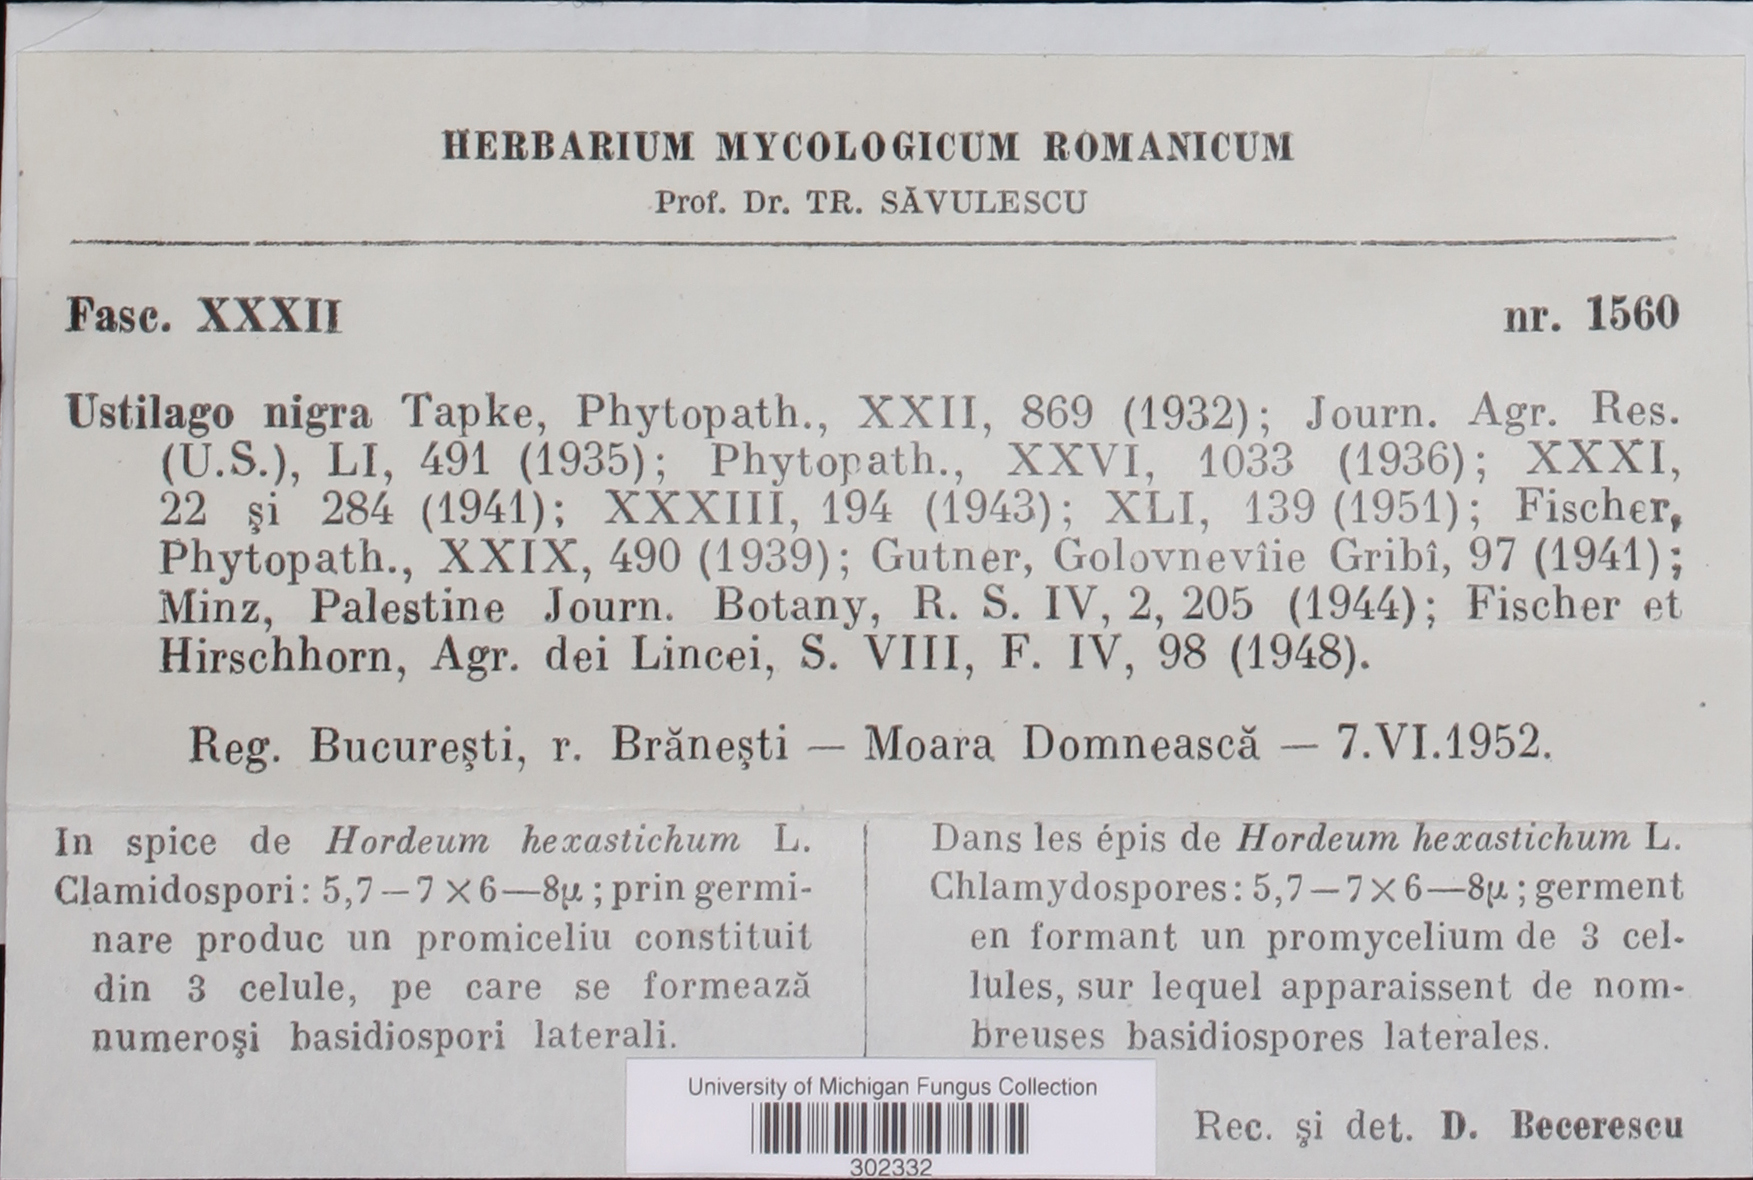 HERBARIUM MYCOLOGICUM ROMANICUM
Prof. Dr. TR. SĂVULESCU
Fasc. XXXII nr. 1560
Ustilago nigra Tapke, Phytopath., XXII, 869 (1932); Journ. Agr. Res.
(U.S.), LI, 491 (1935); Phytopath., XXVI, 1033 (1936); XXXI,
22 şi 284 (1941); XXXIII, 194 (1943); XLI, 139 (1951); Fischer,
Phytopath., XXIX, 490 (1939); Gutner, Golovnevîie Gribî, 97 (1941);
Minz, Palestine Journ. Botany, R. S. IV, 2, 205 (1944); Fischer et
Hirschhorn, Agr. dei Lincei, S. VIII, F. IV, 98 (1948).
Reg. Bucureşti, r. Brăneşti — Moara Domnească — 7.VI.1952.
In spice de Hordeum hexastichum L.
Clamidospori: 5,7—7 × 6—8µ; prin germi-
nare produc un promiceliu constituit
din 3 celule, pe care se formează
numeroşi basidiospori laterali.
Dans les épis de Hordeum hexastichum L.
Chlamydospores: 5,7—7 × 6—8µ; germent
en formant un promycelium de 3 cel-
lules, sur lequel apparaissent de nom-
breuses basidiospores laterales.
University of Michigan Fungus Collection
302332
Rec. şi det. D. Becerescu